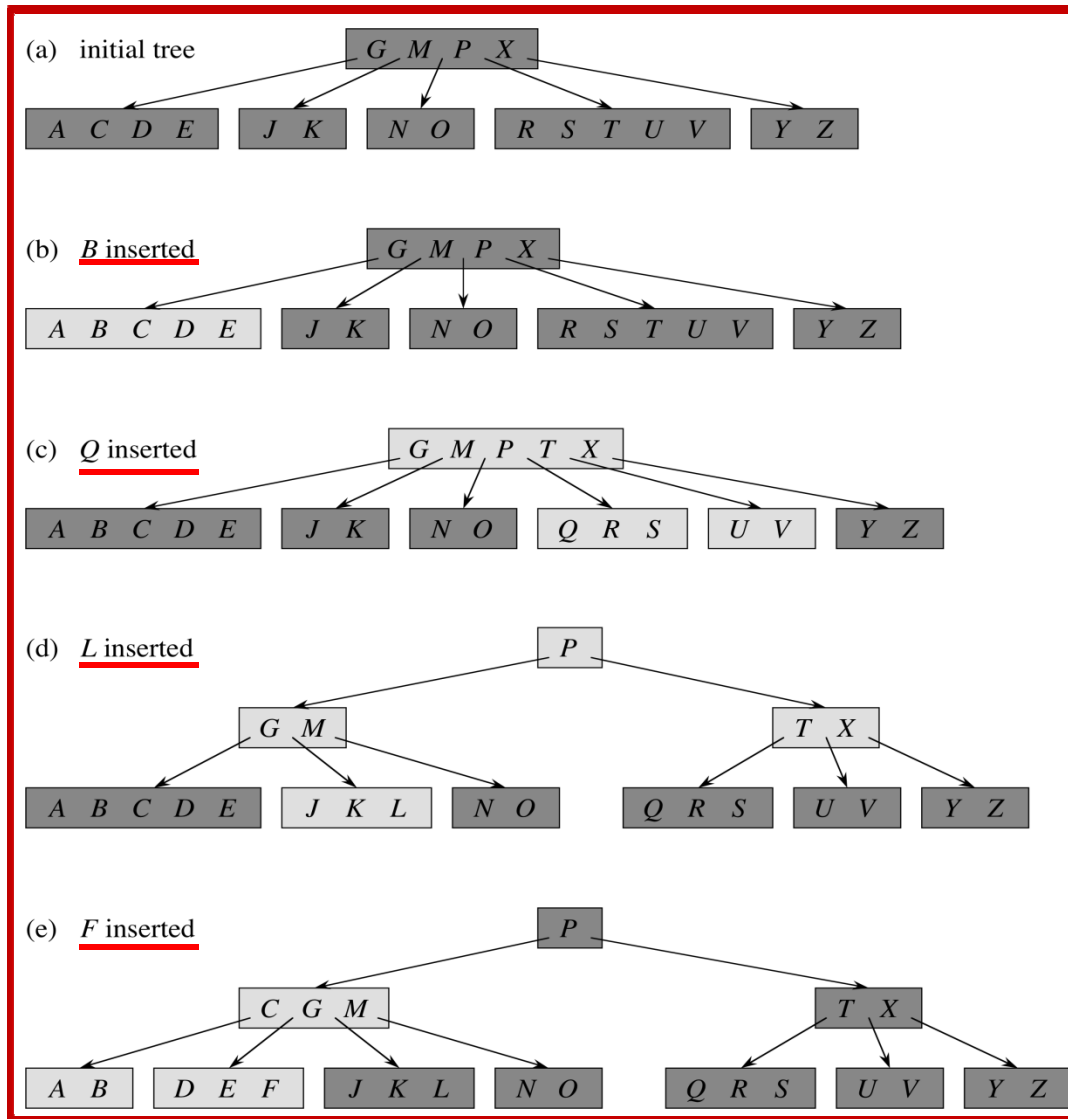 (a) initial tree
G M P X
A C D E J K N O R S T U V Y Z
(b) B inserted
G M P X
A B C D E J K N O R S T U V Y Z
(c) Q inserted
G M P T X
A B C D E J K N O Q R S U V Y Z
(d) L inserted
P
G M T X
A B C D E J K L N O Q R S U V Y Z
(e) F inserted
P
C G M T X
A B D E F J K L N O Q R S U V Y Z